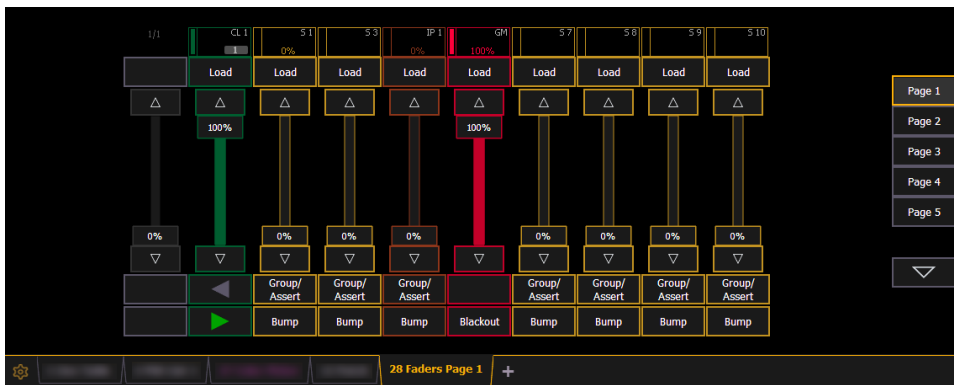 1/1 CL 1 S 1 S 3 IP 1 GM S 7 S 8 S 9 S 10
1 0% 0% 100%
Load Load Load Load Load Load Load Load Load
Page 1
100% 100%
Page 2
Page 3
Page 4
Page 5
0% 0% 0% 0% 0% 0% 0% 0%
Group/ Group/ Group/ Group/ Group/ Group/ Group/
Assert Assert Assert Assert Assert Assert Assert
Bump Bump Bump Blackout Bump Bump Bump Bump
28 Faders Page 1 +